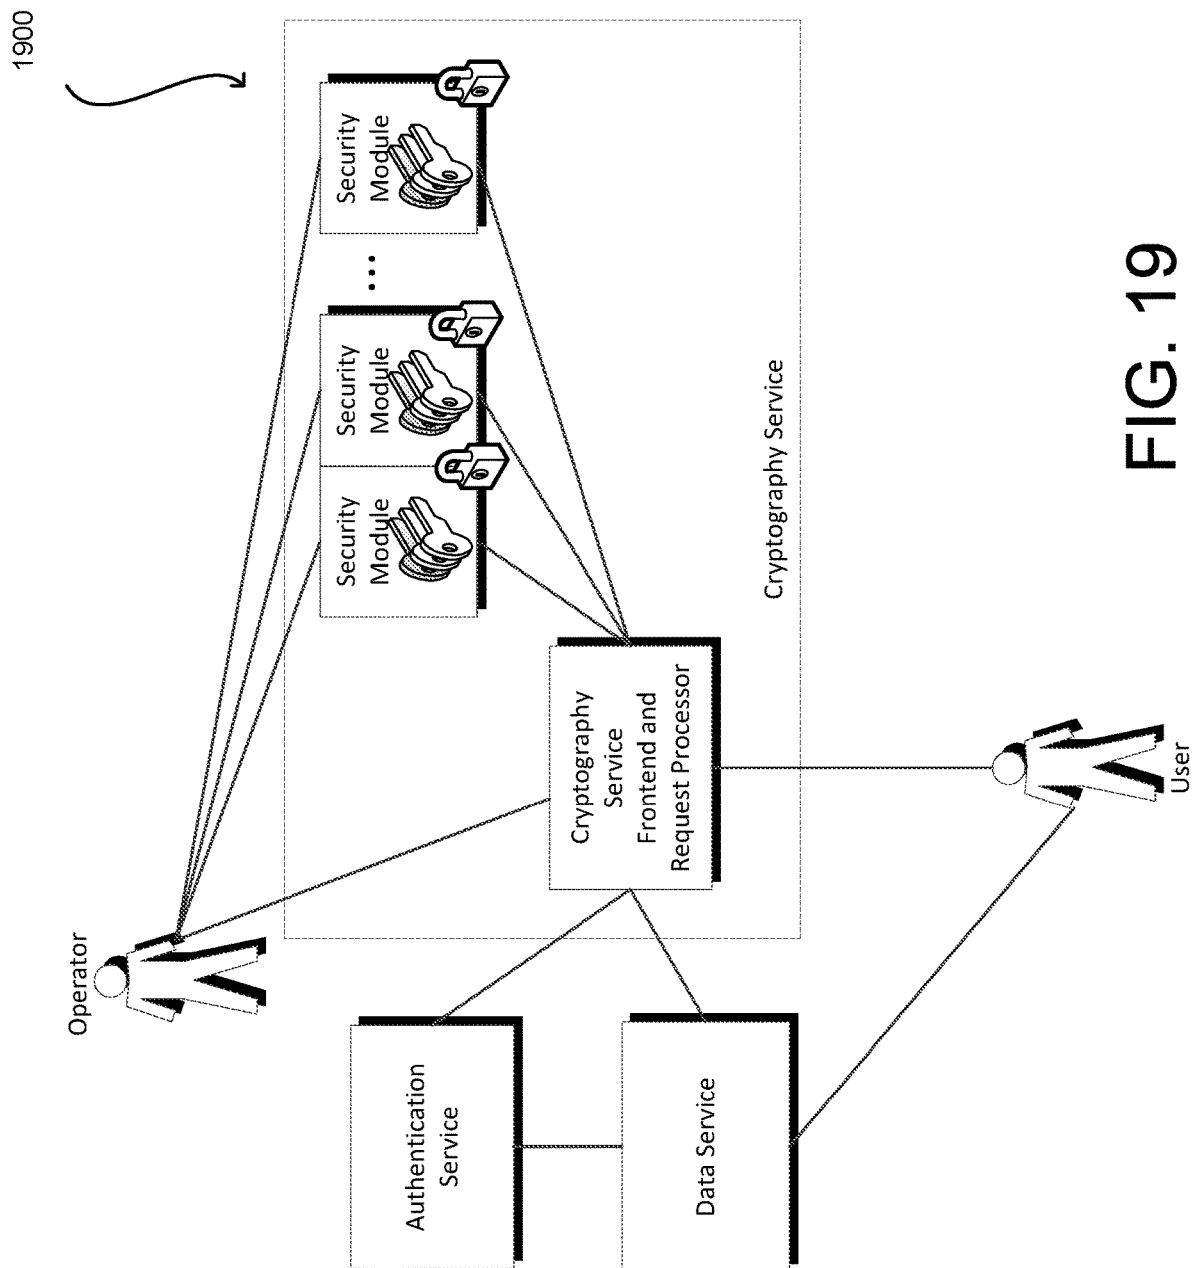 1900
Operator
Security
Module
Security
Module
...
Security
Module
Authentication
Service
Cryptography
Service
Frontend and
Request Processor
Data Service
Cryptography Service
User
FIG. 19